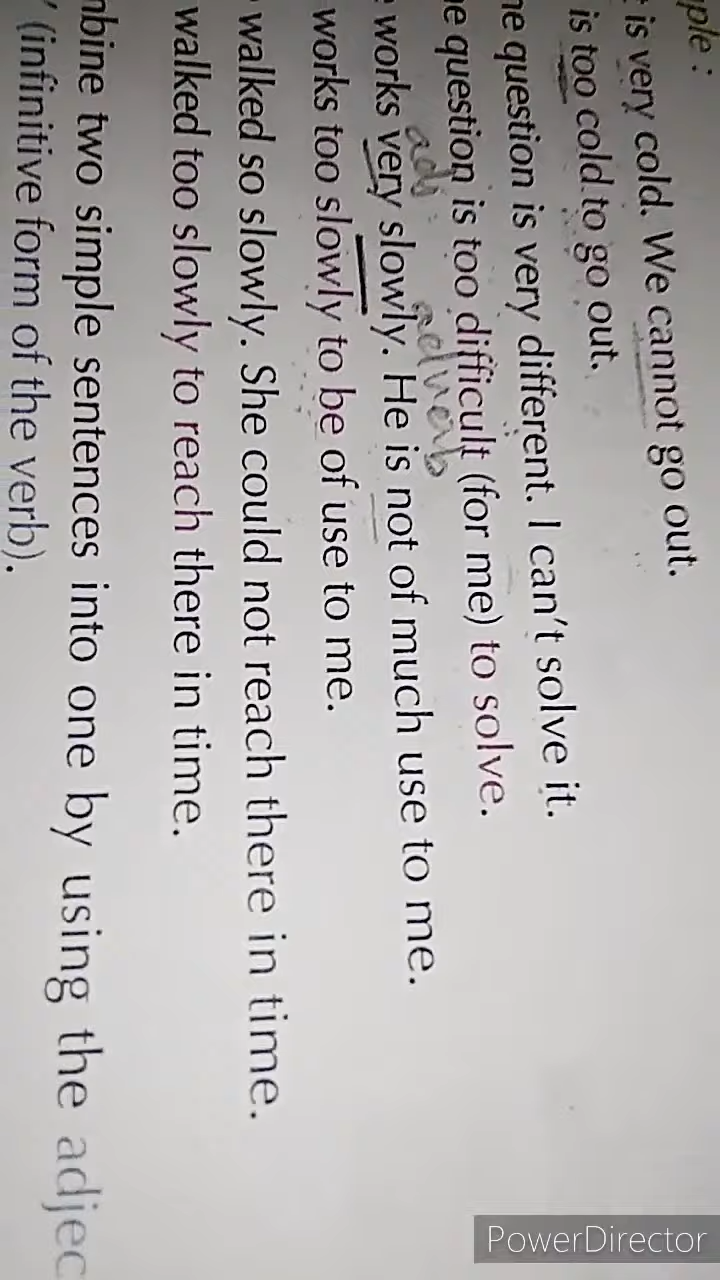 ple :
is very cold. We cannot go out.
is too cold to go out.
question is very different. I can't solve it.
question is too difficult (for me) to solve.
adj. adverb
works very slowly. He is not of much use to me.
works too slowly to be of use to me.
walked so slowly. She could not reach there in time.
walked too slowly to reach there in time.
nbine two simple sentences into one by using the adjec
(infinitive form of the verb).
PowerDirector